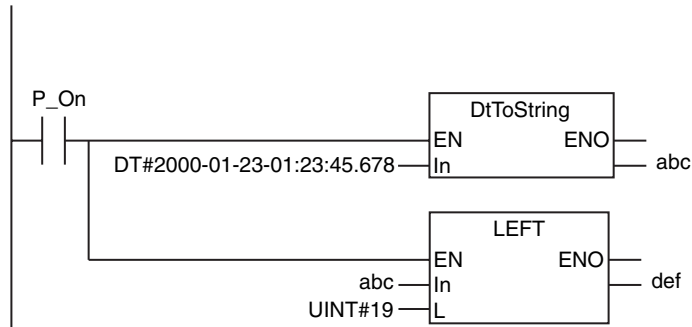 P_On
DtToString
EN ENO
DT#2000-01-23-01:23:45.678 In abc
LEFT
EN ENO
abc In def
UINT#19 L